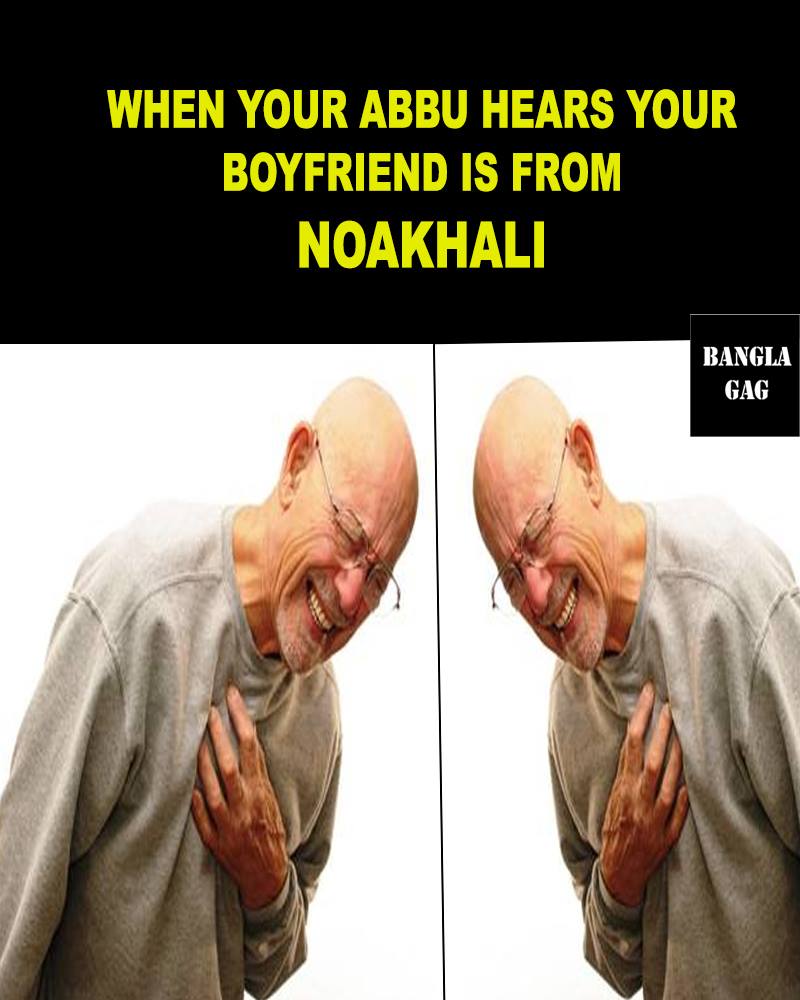 WHEN YOUR ABBU HEARS YOUR
BOYFRIEND IS FROM
NOAKHALI
BANGLA
GAG